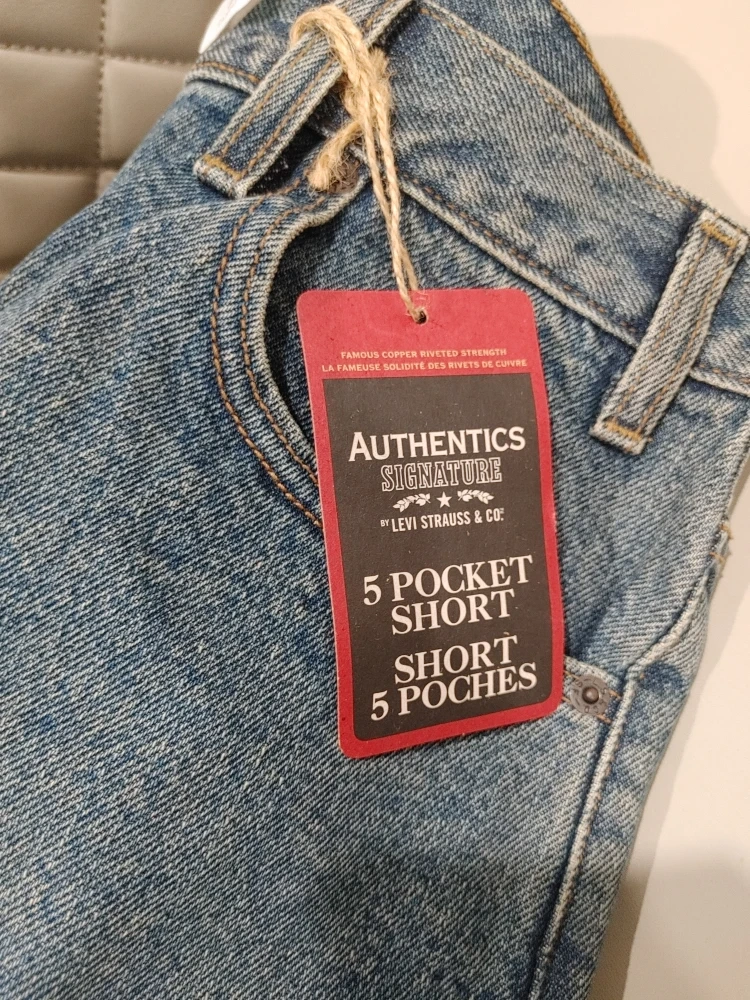 FAMOUS COPPER RIVETED STRENGTH
LA FAMEUSE SOLIDITÉ DES RIVETS DE CUIVRE
AUTHENTICS
SIGNATURE
BY LEVI STRAUSS & CO.
5 POCKET
SHORT
SHORT
5 POCHES